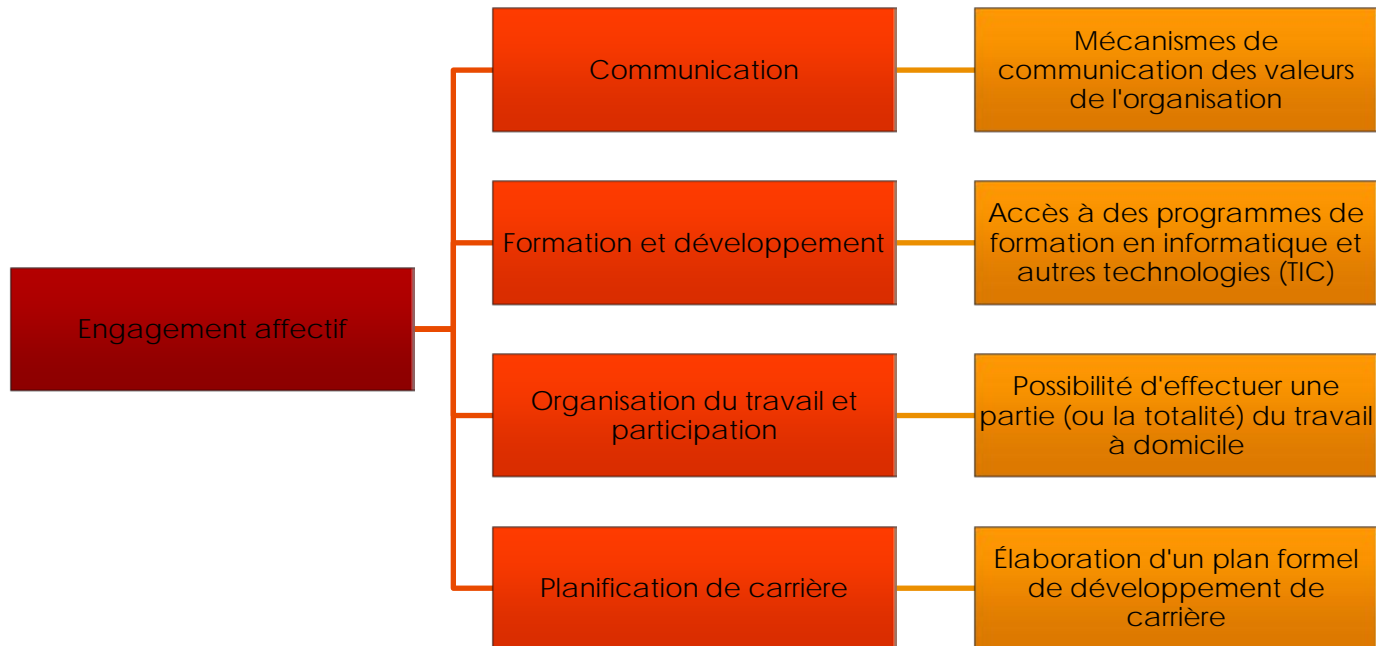 Communication
Mécanismes de
communication des valeurs
de l'organisation
Formation et développement
Accès à des programmes de
formation en informatique et
autres technologies (TIC)
Engagement affectif
Organisation du travail et
participation
Possibilité d'effectuer une
partie (ou la totalité) du travail
à domicile
Planification de carrière
Élaboration d'un plan formel
de développement de
carrière